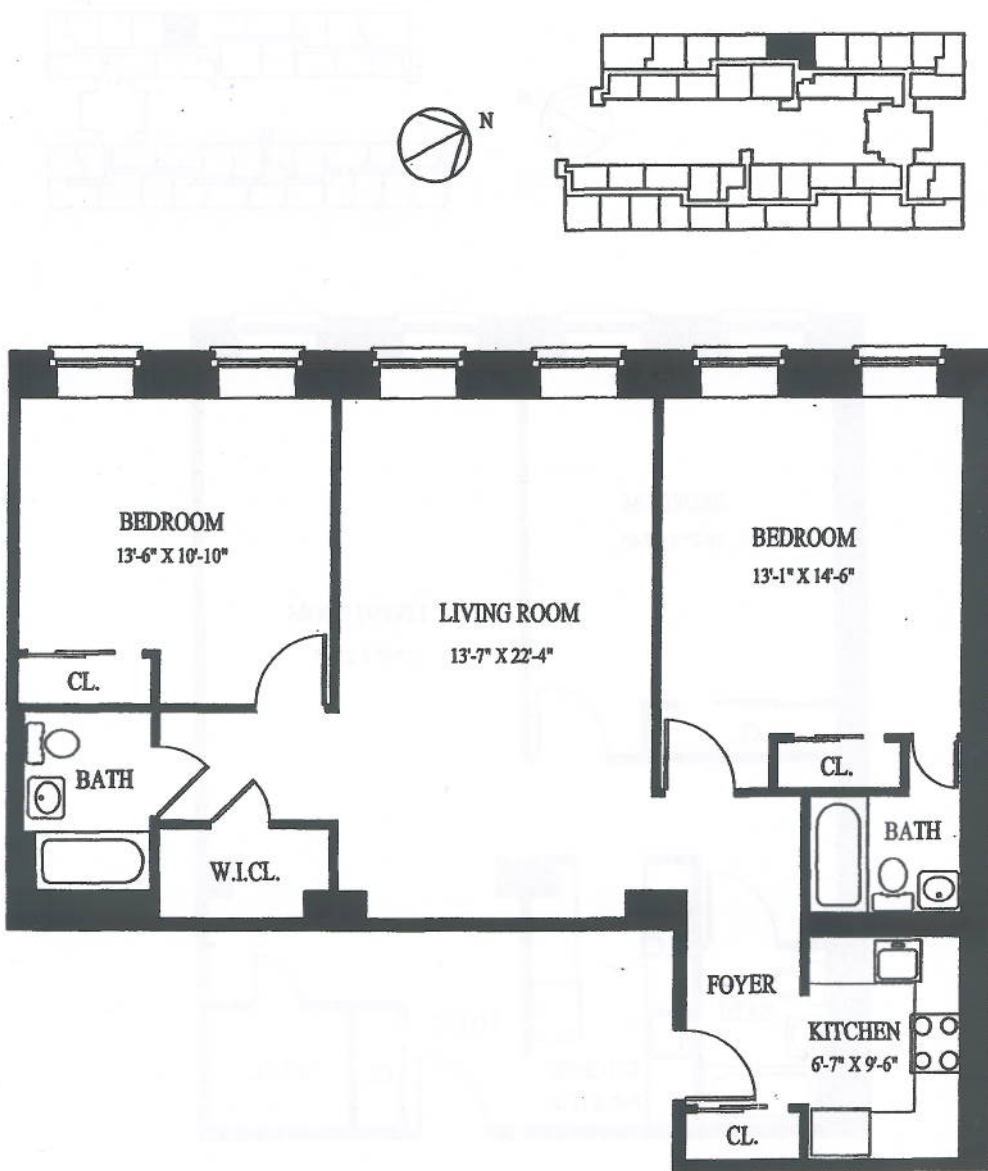 N
BEDROOM
13'-6" X 10'-10"
BEDROOM
13'-1" X 14'-6"
LIVING ROOM
13'-7" X 22'-4"
CL.
CL.
BATH
BATH
W.I.CL.
FOYER
KITCHEN
6'-7" X 9'-6"
CL.